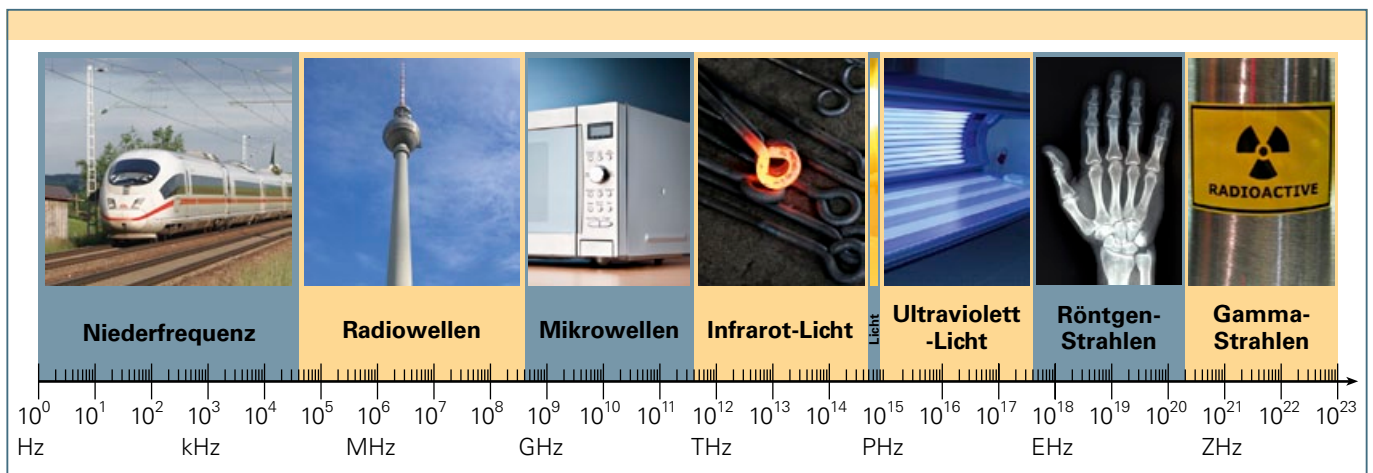 RADIOACTIVE
Niederfrequenz
Radiowellen
Mikrowellen
Infrarot-Licht
Licht
Ultraviolett
-Licht
Röntgen-
Strahlen
Gamma-
Strahlen
10⁰ 10¹ 10² 10³ 10⁴ 10⁵ 10⁶ 10⁷ 10⁸ 10⁹ 10¹⁰ 10¹¹ 10¹² 10¹³ 10¹⁴ 10¹⁵ 10¹⁶ 10¹⁷ 10¹⁸ 10¹⁹ 10²⁰ 10²¹ 10²² 10²³
Hz kHz MHz GHz THz PHz EHz ZHz